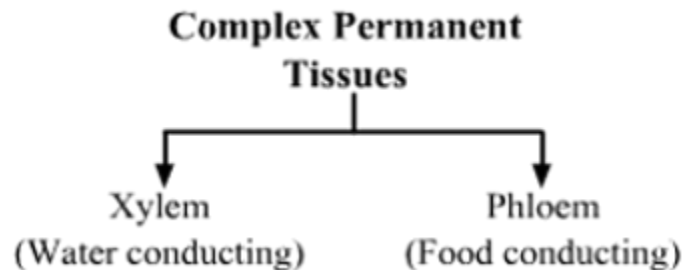 Complex Permanent
Tissues
Xylem
(Water conducting)
Phloem
(Food conducting)